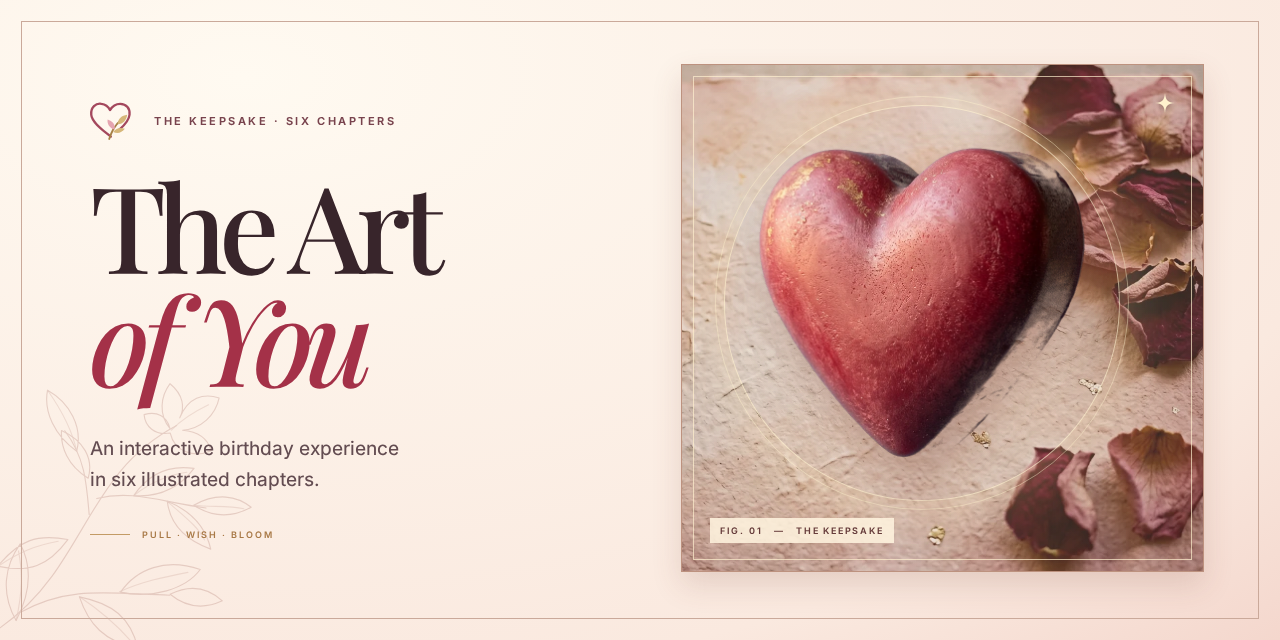 THE KEEPSAKE · SIX CHAPTERS
The Art
of You
An interactive birthday experience
in six illustrated chapters.
PULL · WISH · BLOOM
FIG. 01 — THE KEEPSAKE